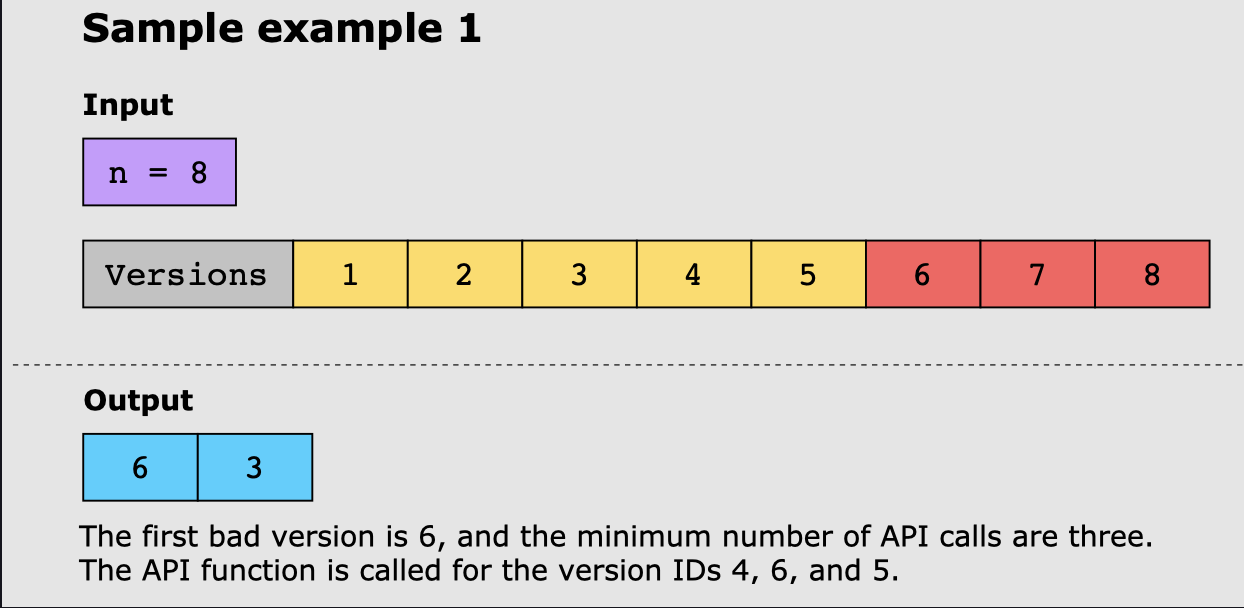 Sample example 1
Input
n = 8
Versions 1 2 3 4 5 6 7 8
Output
6 3
The first bad version is 6, and the minimum number of API calls are three.
The API function is called for the version IDs 4, 6, and 5.